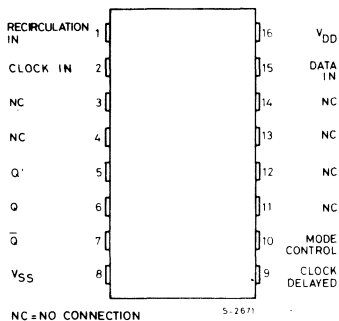 RECIRCULATION IN 1
16 VDD
CLOCK IN 2
15 DATA IN
NC 3
14 NC
NC 4
13 NC
Q' 5
12 NC
Q 6
11 NC
Q̅ 7
10 MODE CONTROL
VSS 8
9 CLOCK DELAYED
NC = NO CONNECTION
S-2671